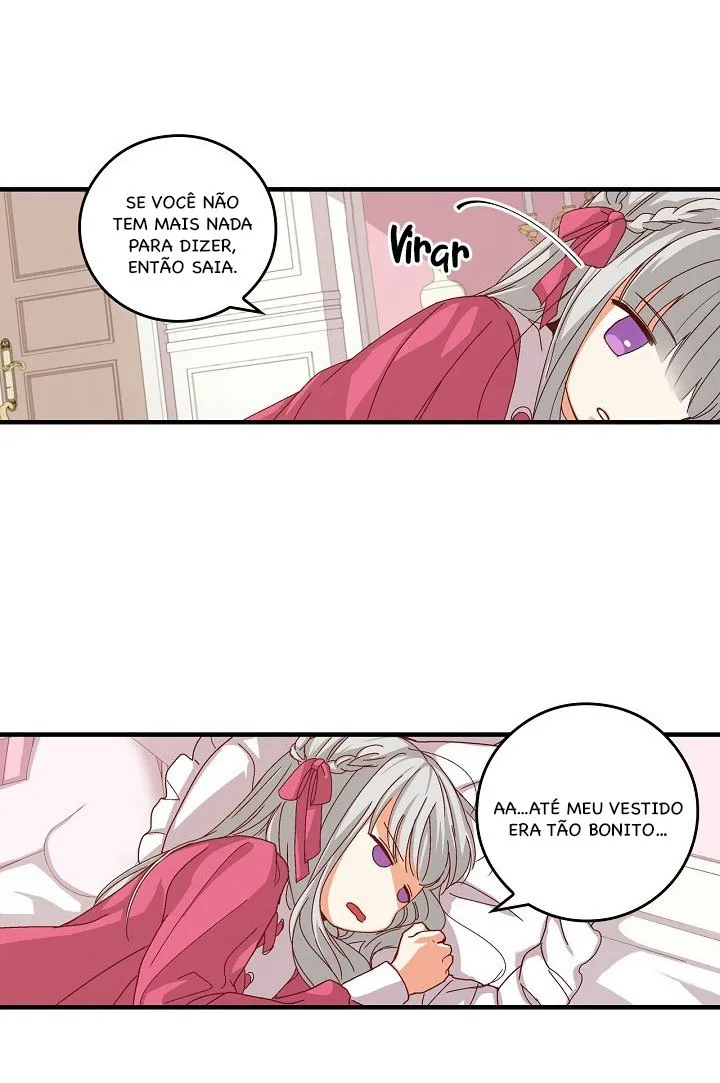 SE VOCÊ NÃO
TEM MAIS NADA
PARA DIZER,
ENTÃO SAIA.
Virar
AA...ATÉ MEU VESTIDO
ERA TÃO BONITO...